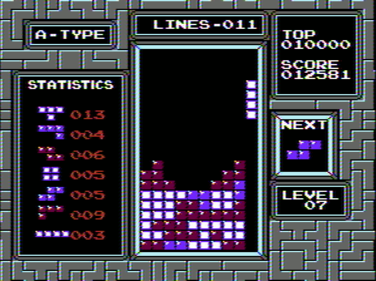 LINES-011
A-TYPE
TOP
010000
SCORE
012581
STATISTICS
013
004
006
005
005
009
003
NEXT
LEVEL
07